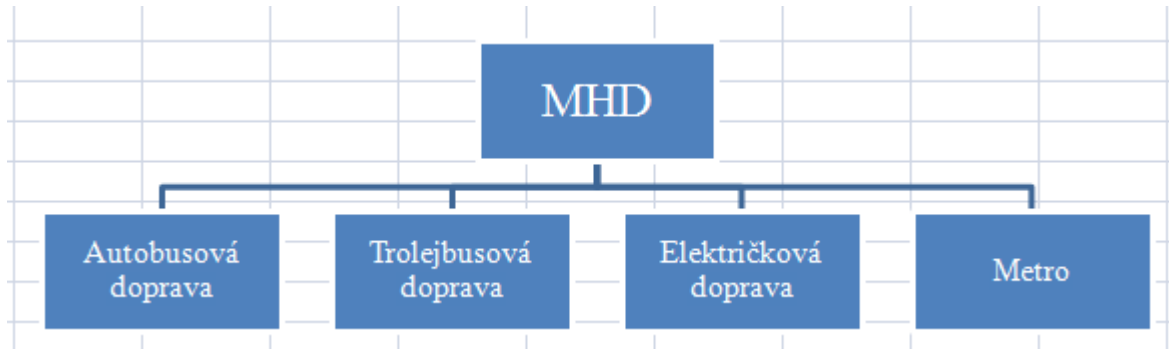 MHD
Autobusová
doprava
Trolejbusová
doprava
Električková
doprava
Metro